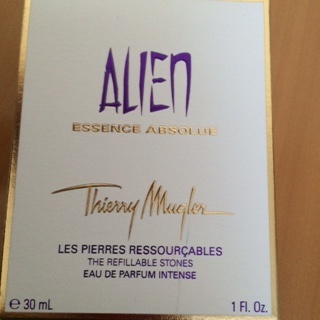 ALIEN
ESSENCE ABSOLUE
Thierry Mugler
LES PIERRES RESSOURÇABLES
THE REFILLABLE STONES
EAU DE PARFUM INTENSE
℮ 30 mL 1 Fl. Oz.